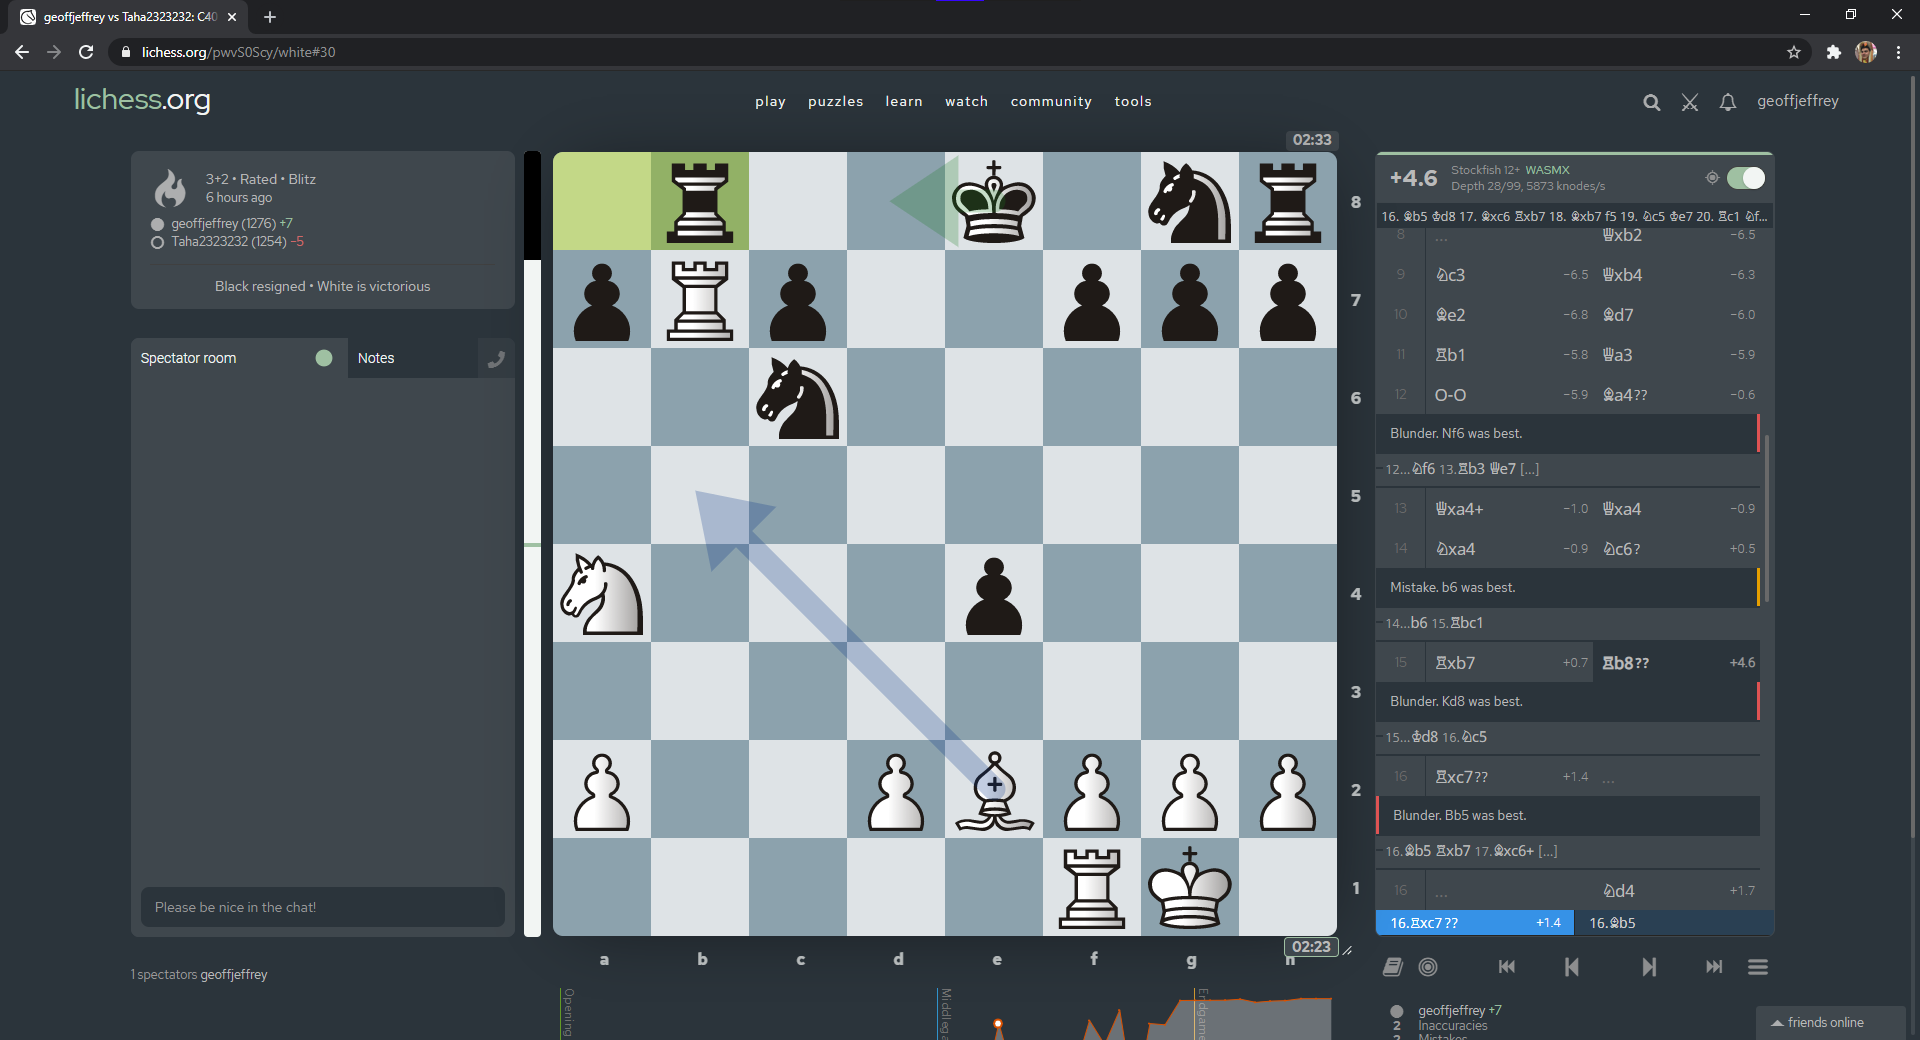 geoffjeffrey vs Taha2323232: C40
lichess.org/pwvS0Scy/white#30
lichess.org
play puzzles learn watch community tools
geoffjeffrey
3+2 • Rated • Blitz
6 hours ago
geoffjeffrey (1276) +7
Taha2323232 (1254) −5
Black resigned • White is victorious
Spectator room
Notes
Please be nice in the chat!
1 spectators geoffjeffrey
02:33
8
7
6
5
4
3
2
1
02:23
a b c d e f g h
Opening
Middlega
Endgame
+4.6
Stockfish 12+ WASMX
Depth 28/99, 5873 knodes/s
16. ♗b5 ♔d8 17. ♗xc6 ♖xb7 18. ♗xb7 f5 19. ♘c5 ♔e7 20. ♖c1 ♘f...
8 ... ♕xb2 −6.5
9 ♘c3 −6.5 ♕xb4 −6.3
10 ♗e2 −6.8 ♗d7 −6.0
11 ♖b1 −5.8 ♕a3 −5.9
12 O-O −5.9 ♗a4?? −0.6
Blunder. Nf6 was best.
12...♘f6 13.♖b3 ♕e7 [...]
13 ♕xa4+ −1.0 ♕xa4 −0.9
14 ♘xa4 −0.9 ♘c6? +0.5
Mistake. b6 was best.
14...b6 15.♖bc1
15 ♖xb7 +0.7 ♖b8?? +4.6
Blunder. Kd8 was best.
15...♔d8 16.♘c5
16 ♖xc7?? +1.4 ...
Blunder. Bb5 was best.
16.♗b5 ♖xb7 17.♗xc6+ [...]
16 ... ♘d4 +1.7
16.♖xc7?? +1.4 16.♗b5
geoffjeffrey +7
2 Inaccuracies
2 Mistakes
friends online